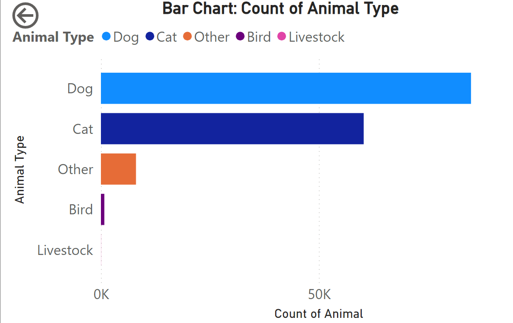 Bar Chart: Count of Animal Type
Animal Type Dog Cat Other Bird Livestock
Dog
Cat
Other
Bird
Livestock
Animal Type
0K 50K
Count of Animal